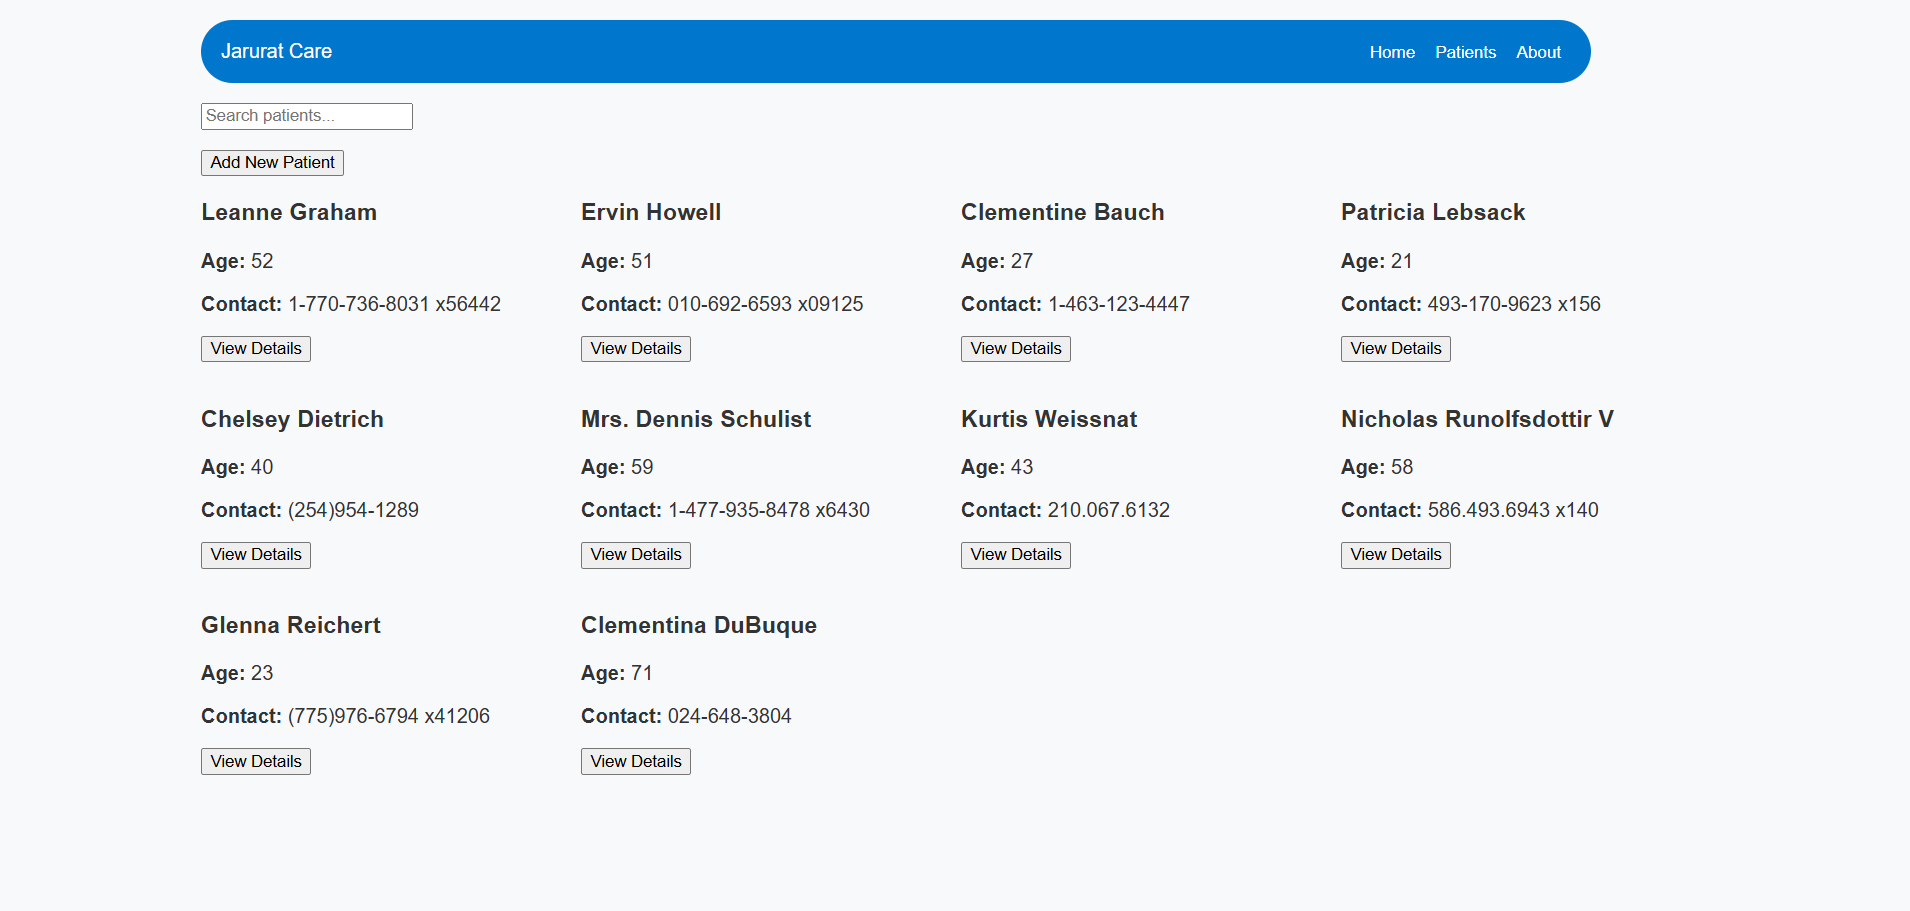 Jarurat Care
Home Patients About
Search patients...
Add New Patient
Leanne Graham
Age: 52
Contact: 1-770-736-8031 x56442
View Details
Ervin Howell
Age: 51
Contact: 010-692-6593 x09125
View Details
Clementine Bauch
Age: 27
Contact: 1-463-123-4447
View Details
Patricia Lebsack
Age: 21
Contact: 493-170-9623 x156
View Details
Chelsey Dietrich
Age: 40
Contact: (254)954-1289
View Details
Mrs. Dennis Schulist
Age: 59
Contact: 1-477-935-8478 x6430
View Details
Kurtis Weissnat
Age: 43
Contact: 210.067.6132
View Details
Nicholas Runolfsdottir V
Age: 58
Contact: 586.493.6943 x140
View Details
Glenna Reichert
Age: 23
Contact: (775)976-6794 x41206
View Details
Clementina DuBuque
Age: 71
Contact: 024-648-3804
View Details